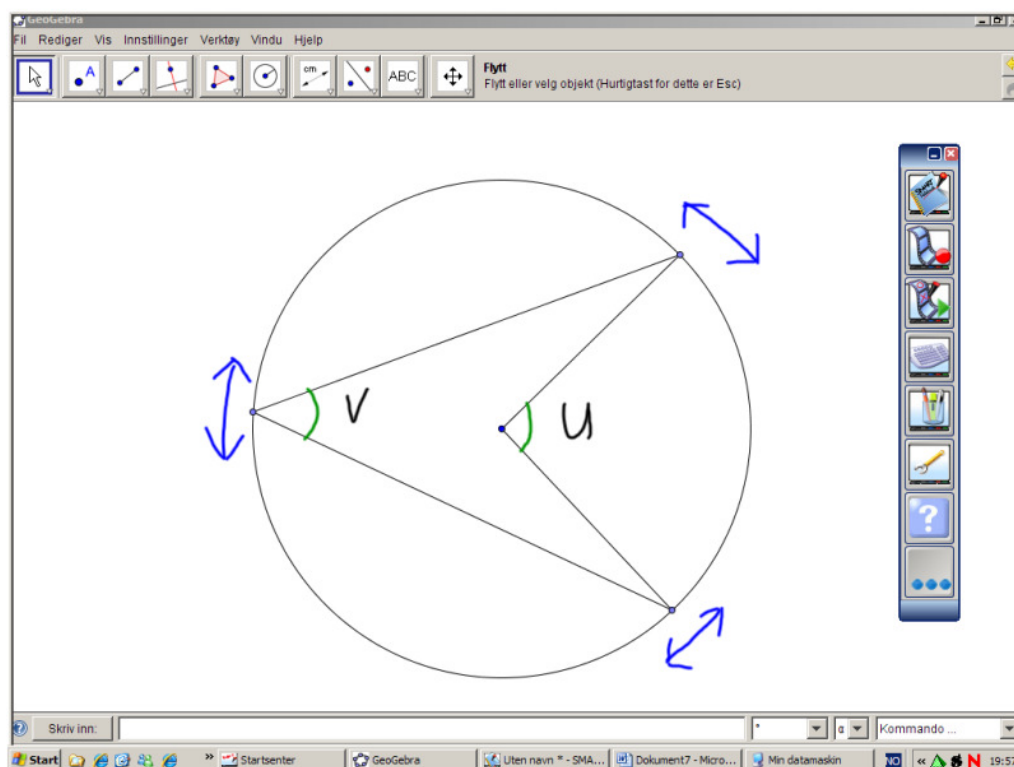 GeoGebra
Fil Rediger Vis Innstillinger Verktøy Vindu Hjelp
A
cm
ABC
Flytt
Flytt eller velg objekt (Hurtigtast for dette er Esc)
SMART
V
U
?
Skriv inn:
°
α
Kommando ...
Start
»
Startsenter
GeoGebra
Uten navn * - SMA...
Dokument7 - Micro...
Min datamaskin
NO
«
N
19:57